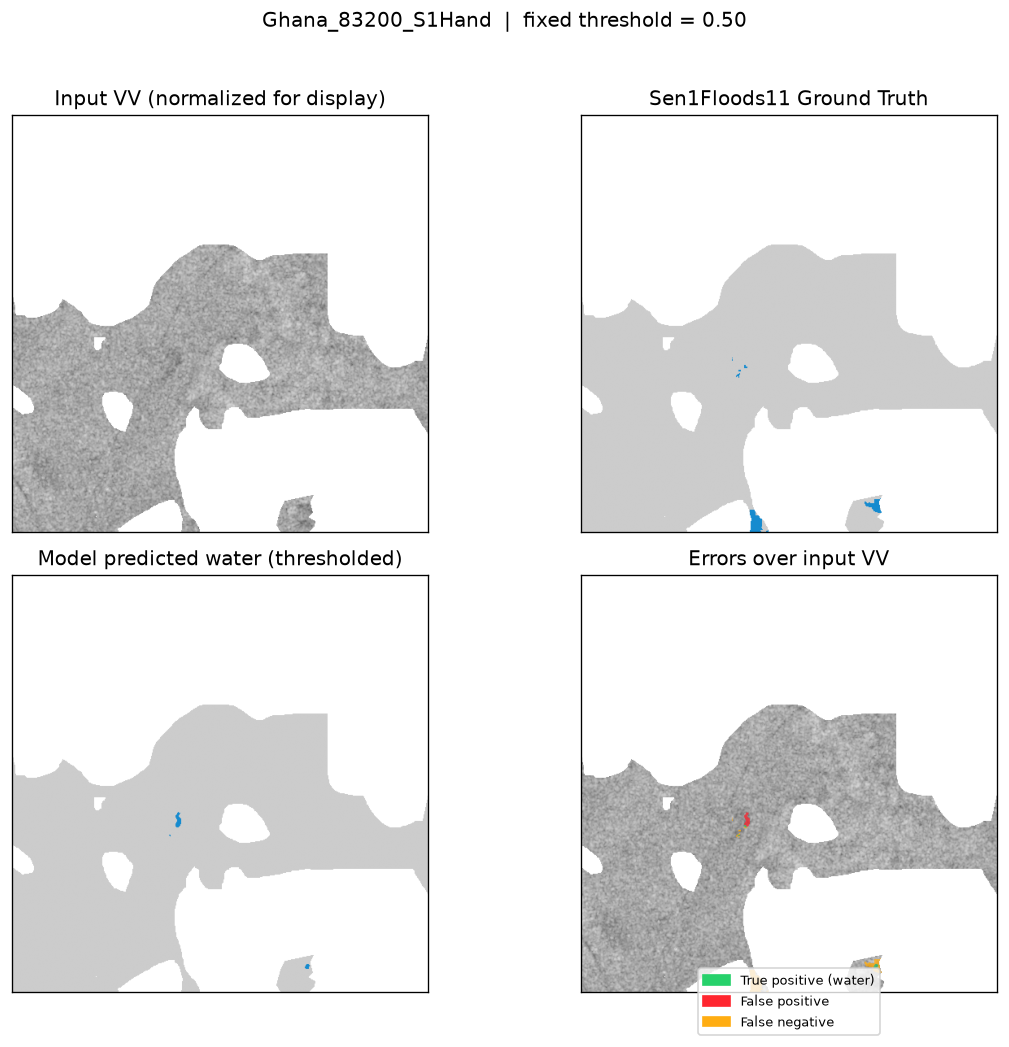 Ghana_83200_S1Hand | fixed threshold = 0.50
Input VV (normalized for display)
Sen1Floods11 Ground Truth
Model predicted water (thresholded)
Errors over input VV
True positive (water)
False positive
False negative